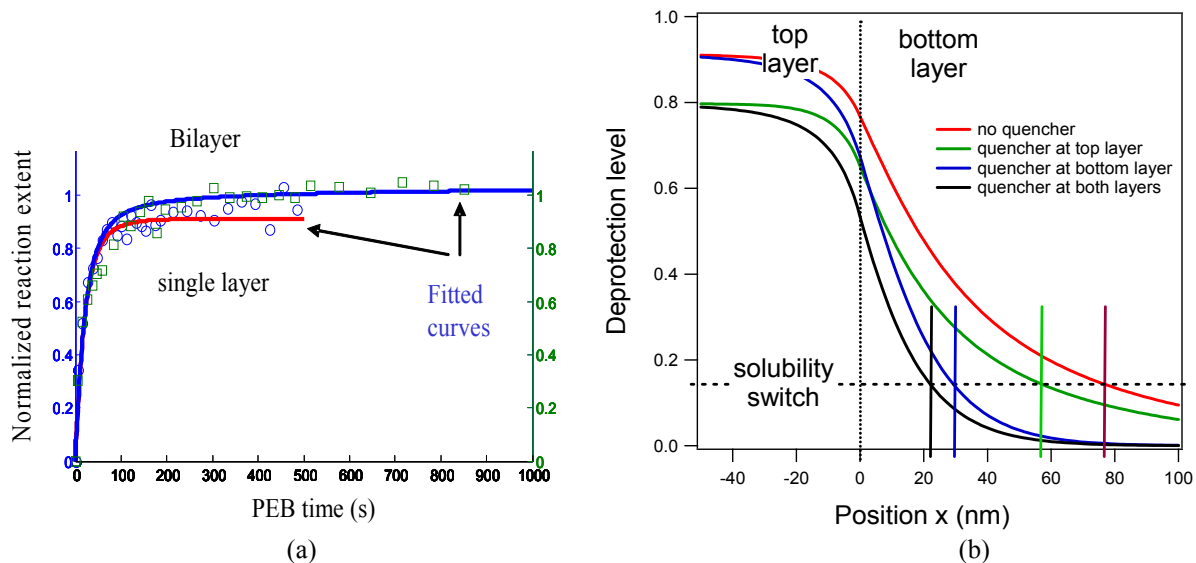 Bilayer
single layer
Fitted
curves
Normalized reaction extent
1
0.8
0.6
0.4
0.2
0
1
0.8
0.6
0.4
0.2
0
0 100 200 300 400 500 600 700 800 900 1000
PEB time (s)
(a)
top
layer
bottom
layer
no quencher
quencher at top layer
quencher at bottom layer
quencher at both layers
solubility
switch
Deprotection level
1.0
0.8
0.6
0.4
0.2
0.0
-40 -20 0 20 40 60 80 100
Position x (nm)
(b)